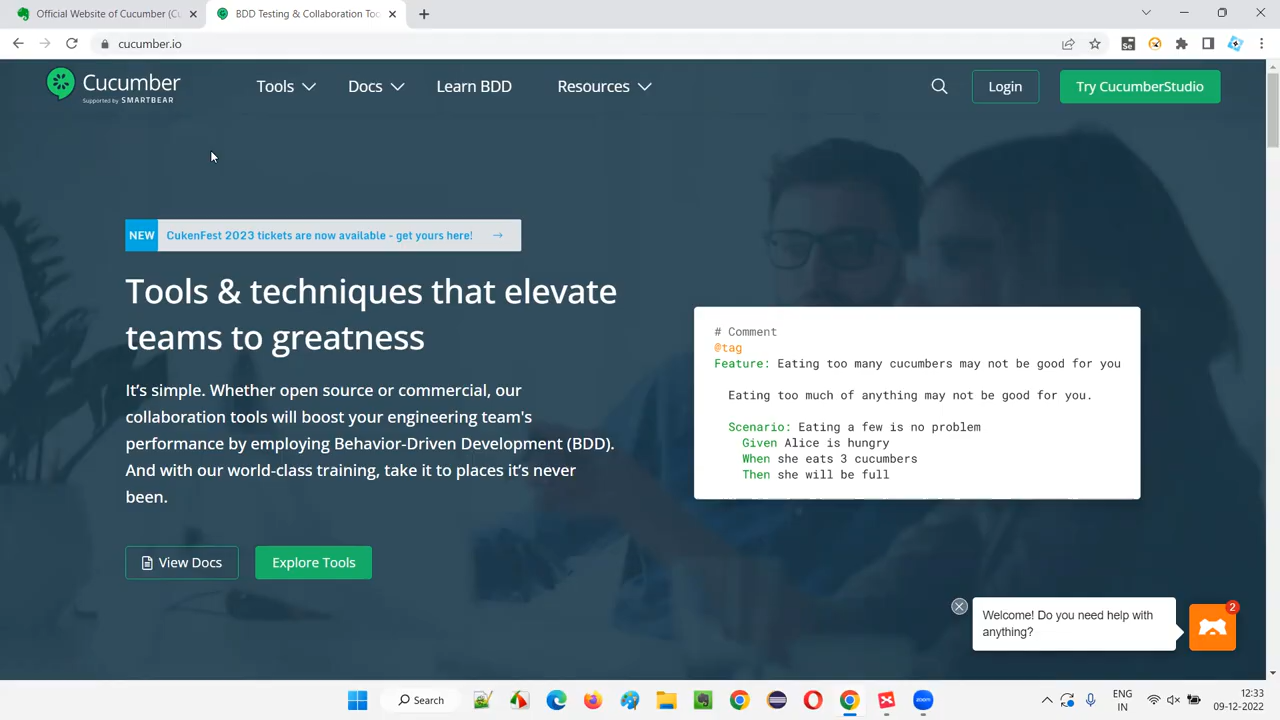 Official Website of Cucumber (Cu
BDD Testing & Collaboration Too
cucumber.io
Cucumber
Supported by SMARTBEAR
Tools
Docs
Learn BDD
Resources
Login
Try CucumberStudio
NEW
CukenFest 2023 tickets are now available - get yours here! →
Tools & techniques that elevate
teams to greatness
It's simple. Whether open source or commercial, our
collaboration tools will boost your engineering team's
performance by employing Behavior-Driven Development (BDD).
And with our world-class training, take it to places it's never
been.
View Docs
Explore Tools
# Comment
@tag
Feature: Eating too many cucumbers may not be good for you
Eating too much of anything may not be good for you.
Scenario: Eating a few is no problem
Given Alice is hungry
When she eats 3 cucumbers
Then she will be full
Welcome! Do you need help with
anything?
2
Search
zoom
ENG
IN
12:33
09-12-2022